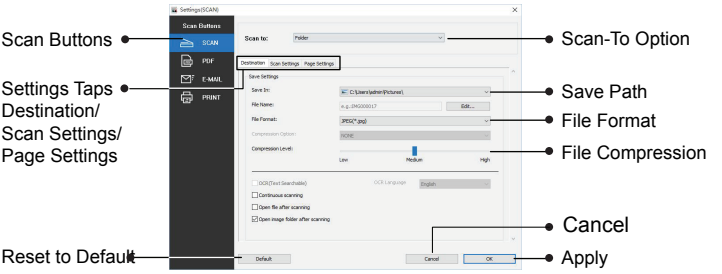 Settings(SCAN)
Scan Buttons
SCAN
PDF
E-MAIL
PRINT
Scan to:
Folder
Destination Scan Settings Page Settings
Save Settings
Save In:
C:\Users\admin\Pictures\
File Name:
e.g. IMG000017
Edit...
File Format:
JPEG(*.jpg)
Compression Option:
NONE
Compression Level:
Low Medium High
OCR(Text Searchable)
OCR Language
English
Continuous scanning
Open file after scanning
Open image folder after scanning
Default
Cancel
OK
Scan Buttons
Settings Taps
Destination/
Scan Settings/
Page Settings
Reset to Default
Scan-To Option
Save Path
File Format
File Compression
Cancel
Apply